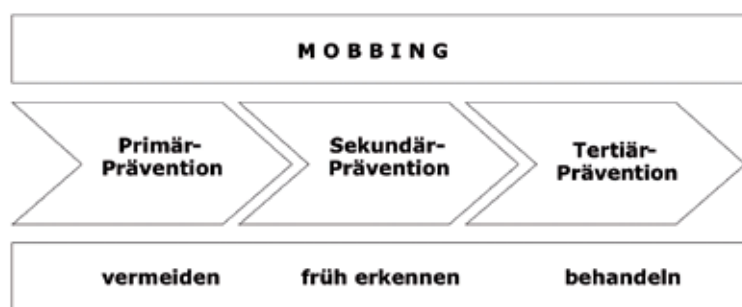 MOBBING
Primär-
Prävention
Sekundär-
Prävention
Tertiär-
Prävention
vermeiden
früh erkennen
behandeln